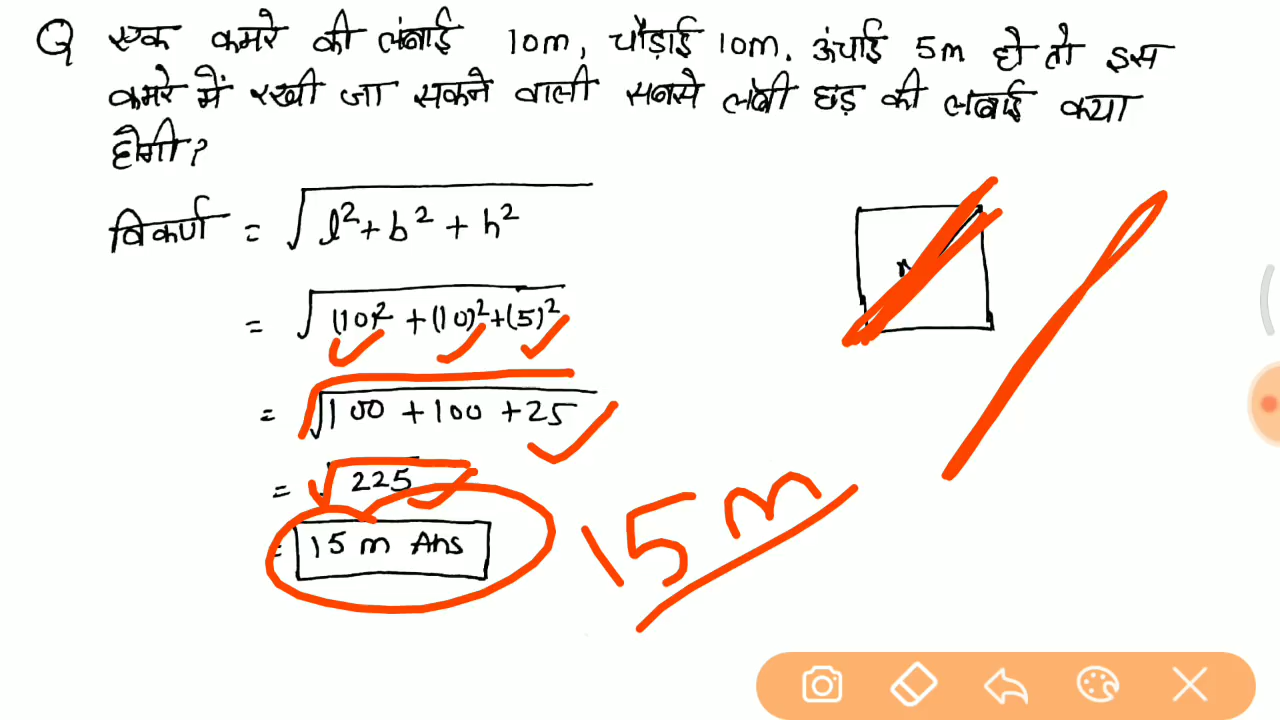 Q एक कमरे की लंबाई 10m, चौड़ाई 10m. ऊंचाई 5m हो तो इस
कमरे में रखी जा सकने वाली सबसे लंबी छड़ की लंबाई क्या
होगी?
विकर्ण = √l² + b² + h²
= √(10)² + (10)² + (5)²
= √100 + 100 + 25
= √225
= 15 m Ans
15 m